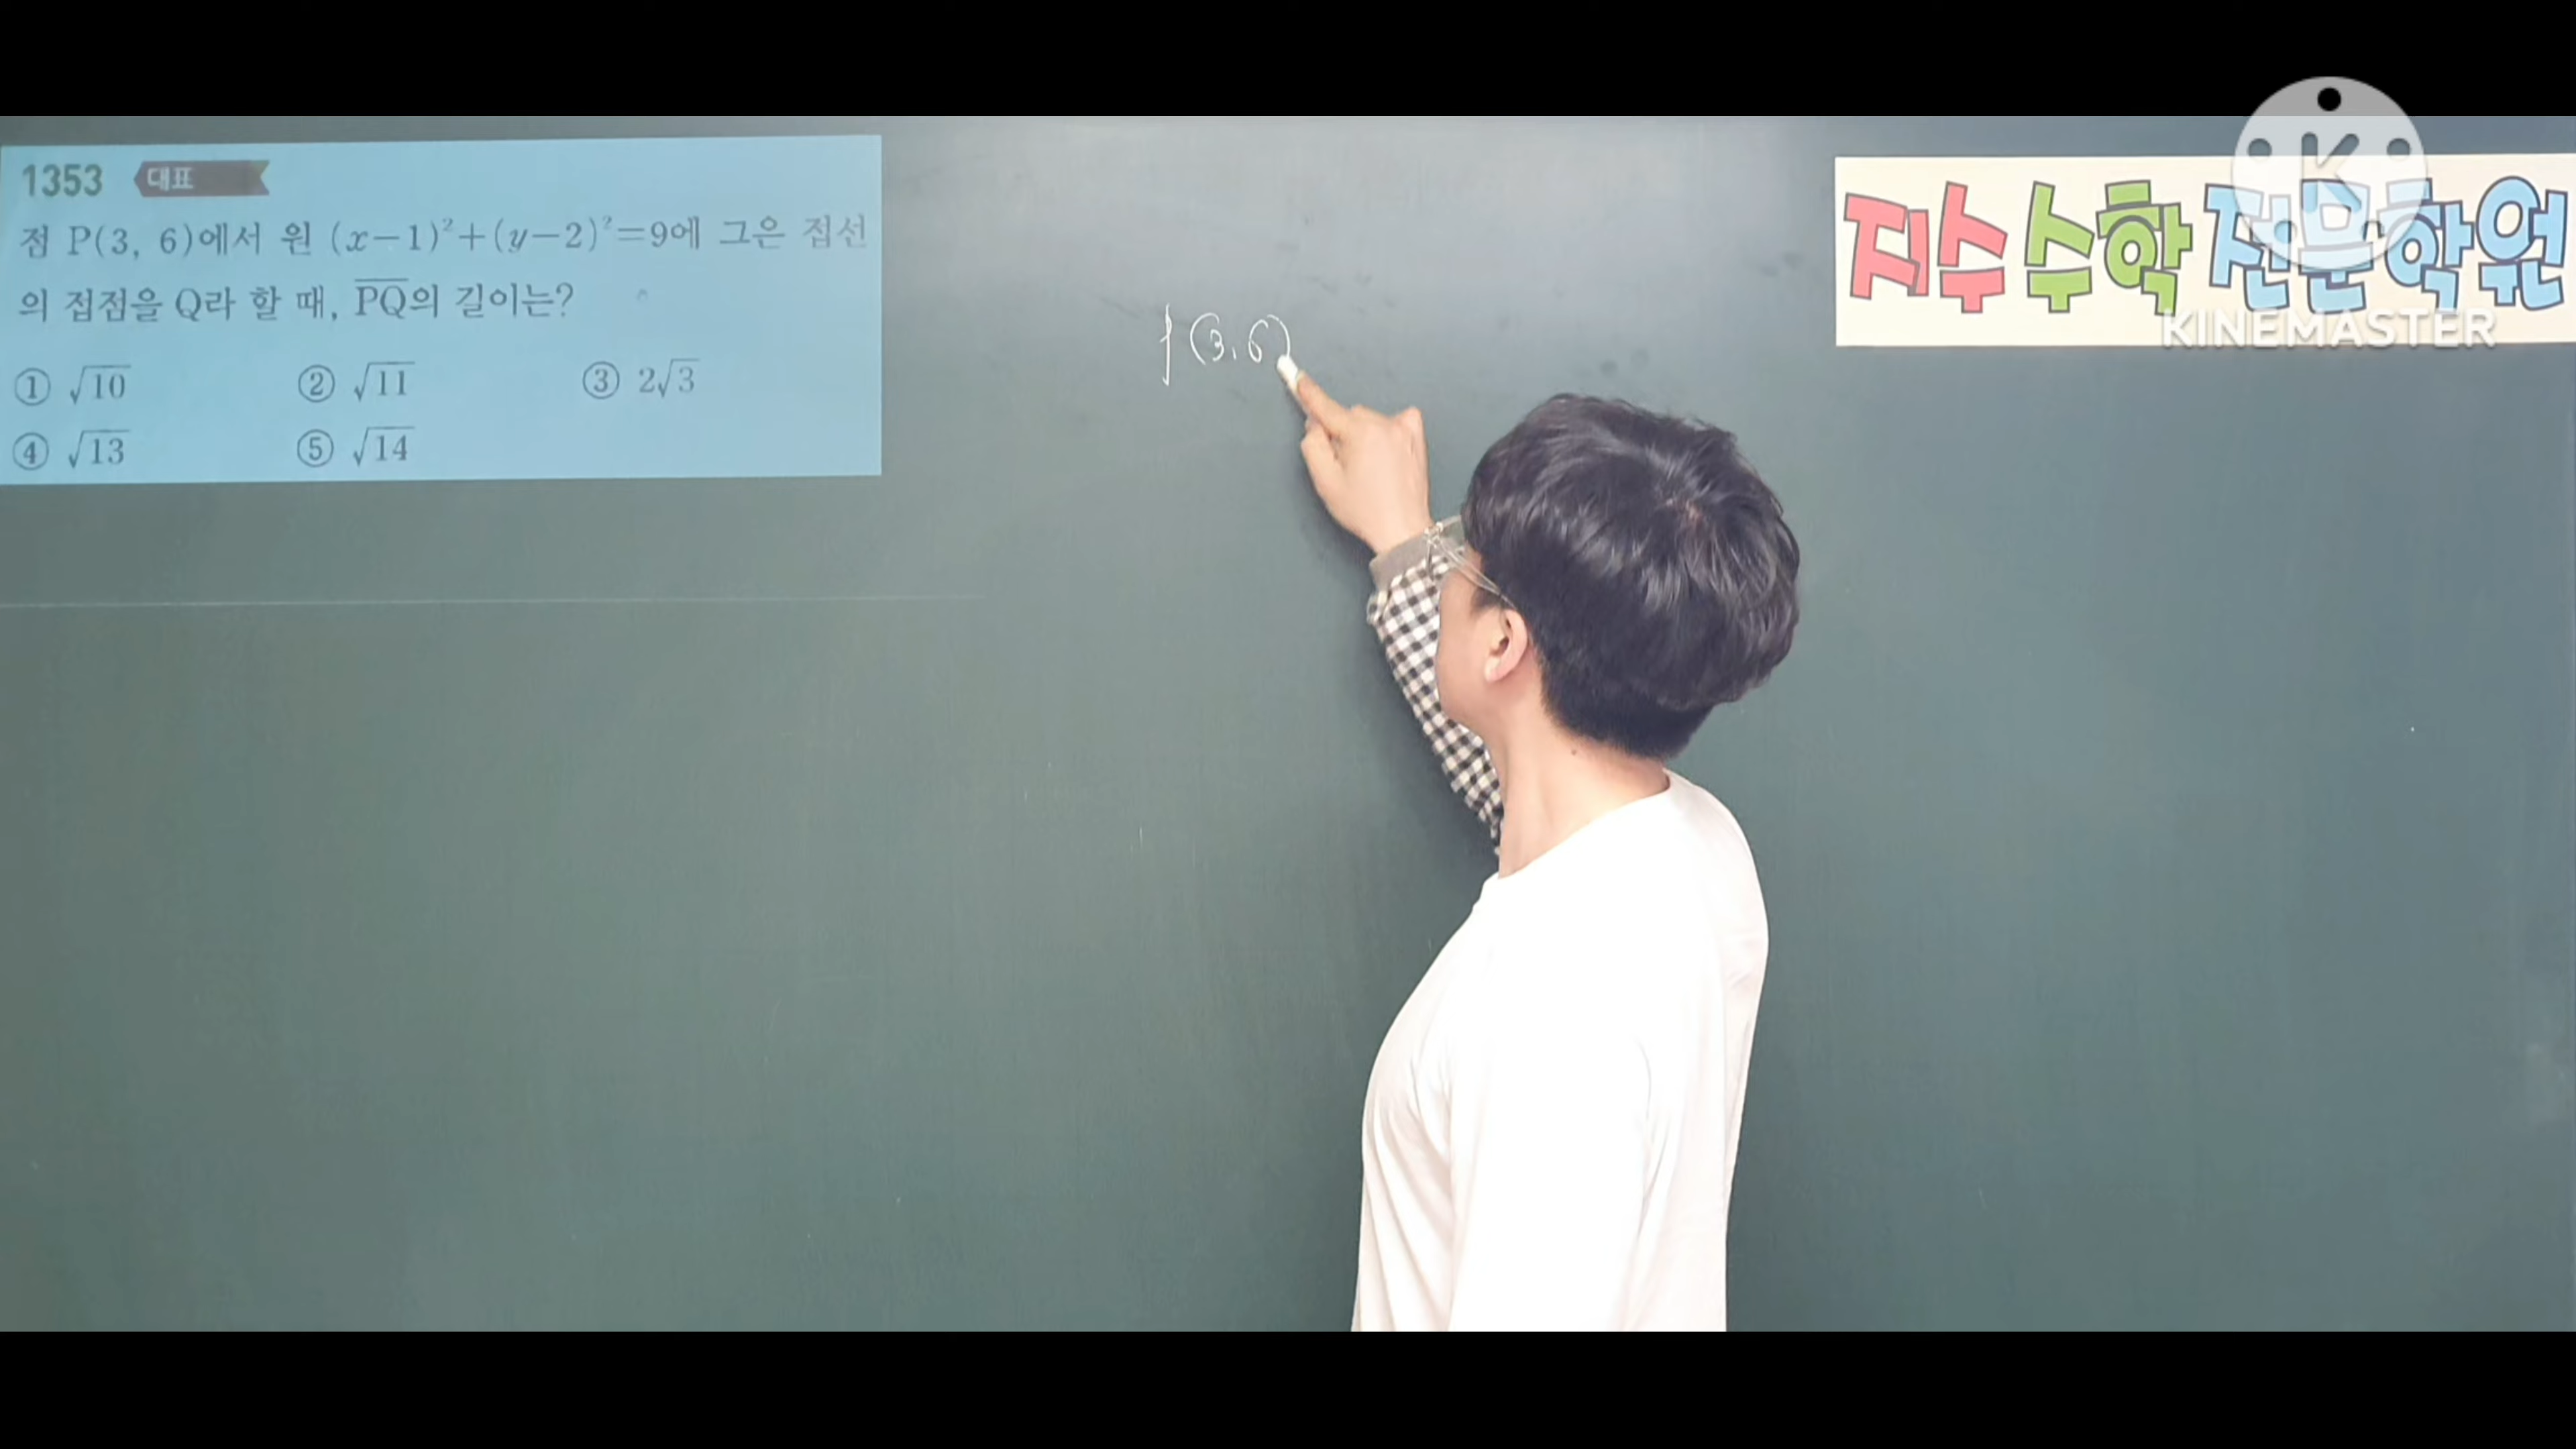 1353 대표
점 P(3, 6)에서 원 (x-1)²+(y-2)²=9에 그은 접선
의 접점을 Q라 할 때, P̅Q̅의 길이는?
① √10 ② √11 ③ 2√3
④ √13 ⑤ √14
(3, 6)
지수 수학 전문학원
KINEMASTER